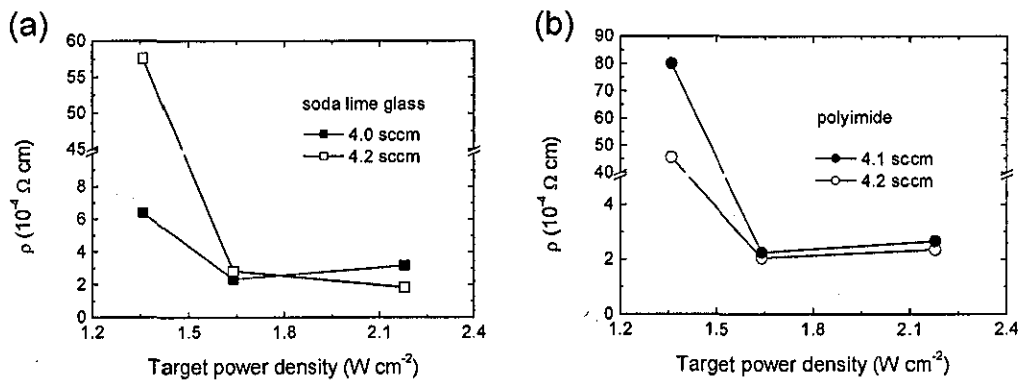 (a)
60
55
50
45
8
6
4
2
0
ρ (10⁻⁴ Ω cm)
soda lime glass
4.0 sccm
4.2 sccm
1.2 1.5 1.8 2.1 2.4
Target power density (W cm⁻²)
(b)
90
80
70
60
50
40
4
2
0
ρ (10⁻⁴ Ω cm)
polyimide
4.1 sccm
4.2 sccm
1.2 1.5 1.8 2.1 2.4
Target power density (W cm⁻²)